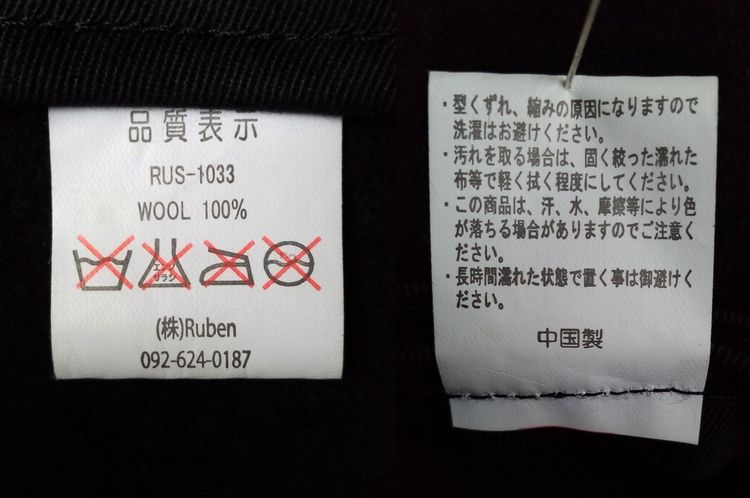 品質表示
RUS-1033
WOOL 100%
エンソ
サラシ
(株)Ruben
092-624-0187
・型くずれ、縮みの原因になりますので
洗濯はお避けください。
・汚れを取る場合は、固く絞った濡れた
布等で軽く拭く程度にしてください。
・この商品は、汗、水、摩擦等により色
が落ちる場合がありますのでご注意く
ださい。
・長時間濡れた状態で置く事は御避けく
ださい。
中国製